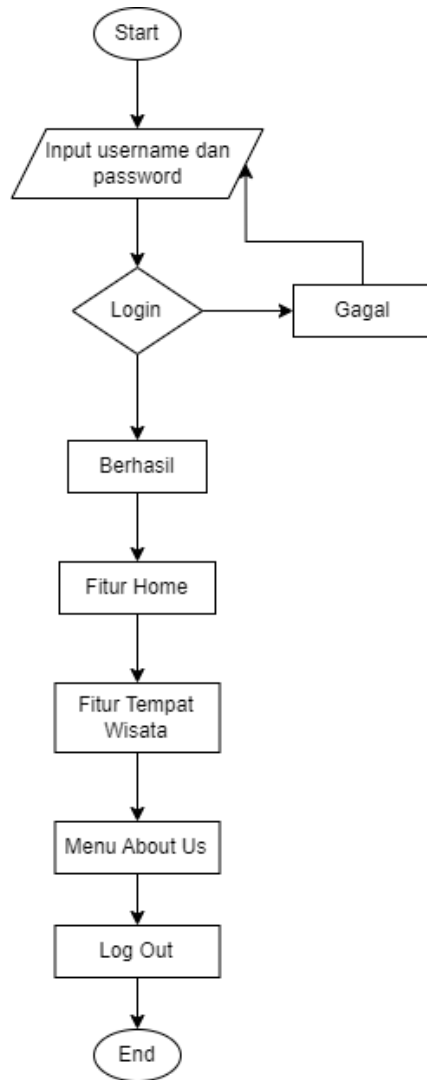 Start
Input username dan
password
Login
Gagal
Berhasil
Fitur Home
Fitur Tempat
Wisata
Menu About Us
Log Out
End